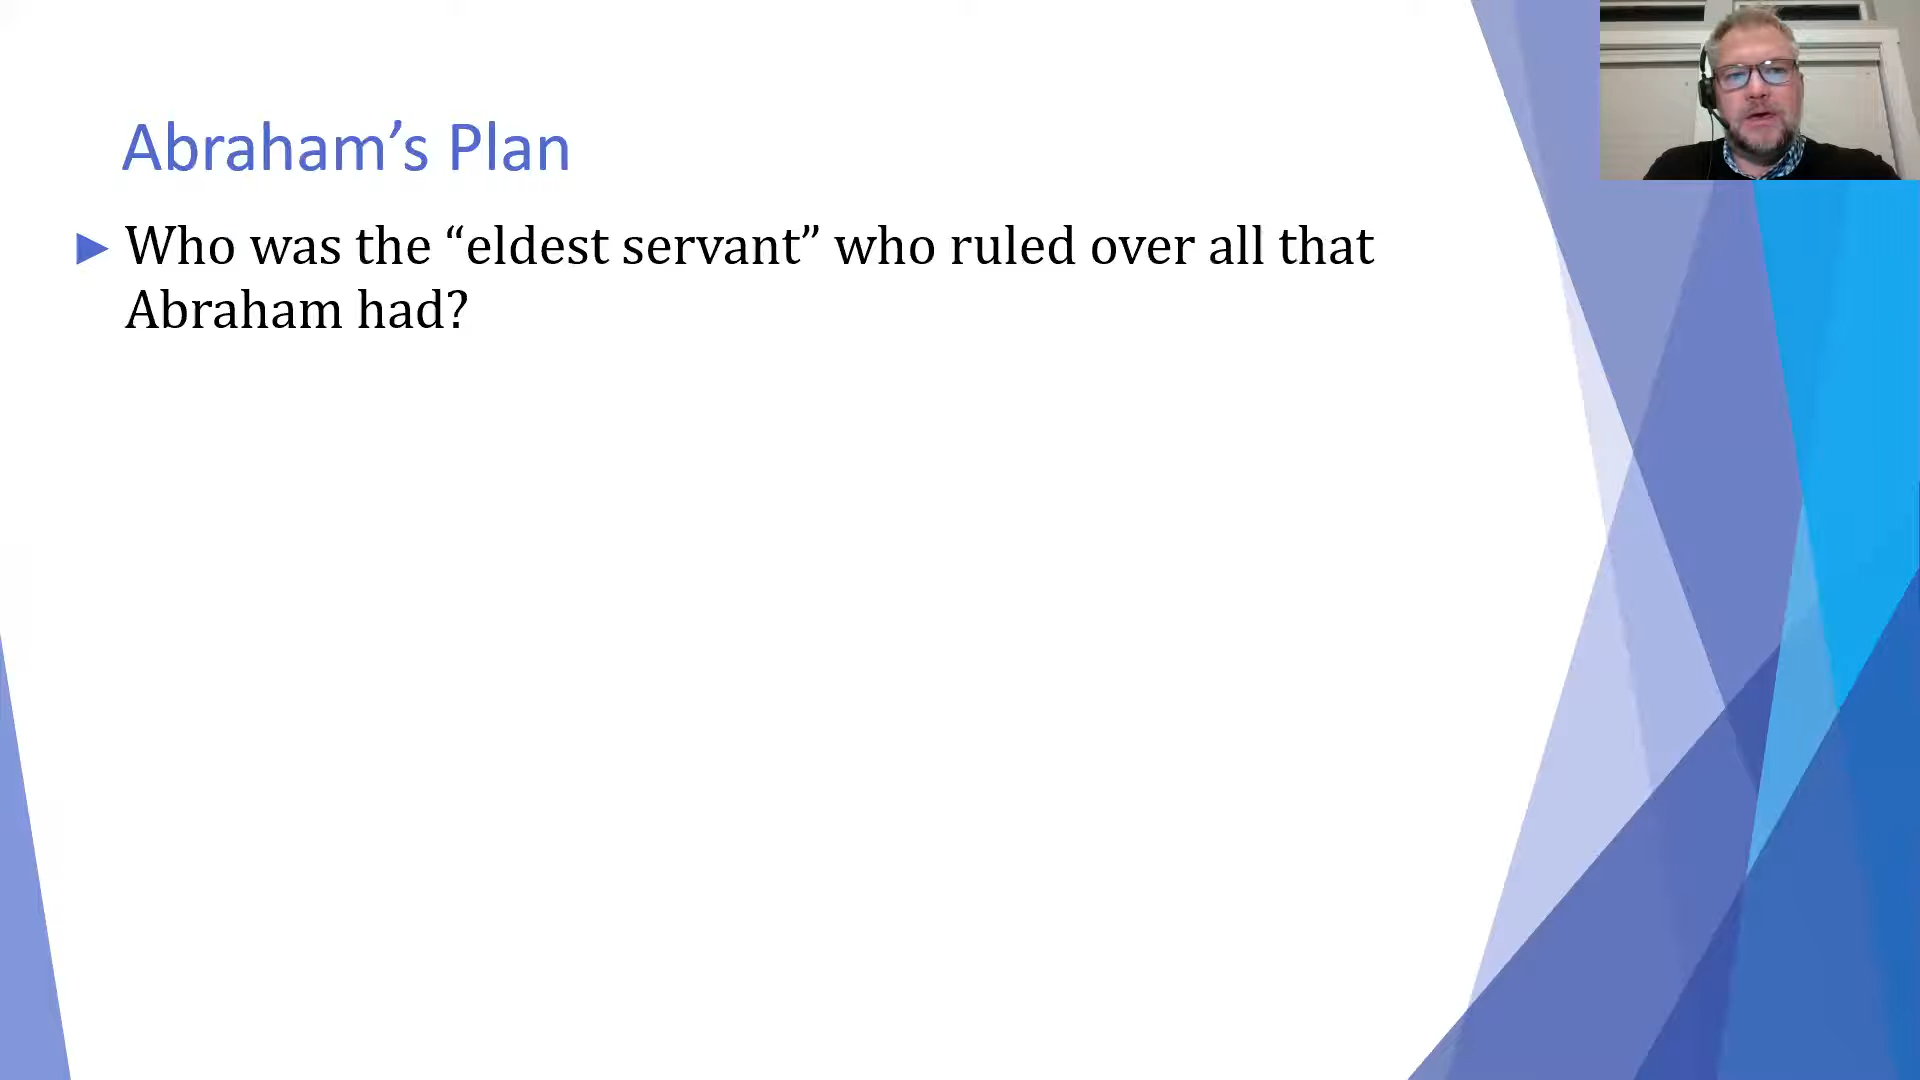 Abraham’s Plan
Who was the “eldest servant” who ruled over all that
Abraham had?